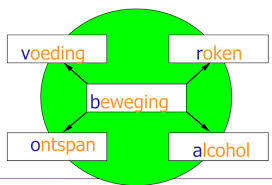 voeding
roken
beweging
ontspan
alcohol